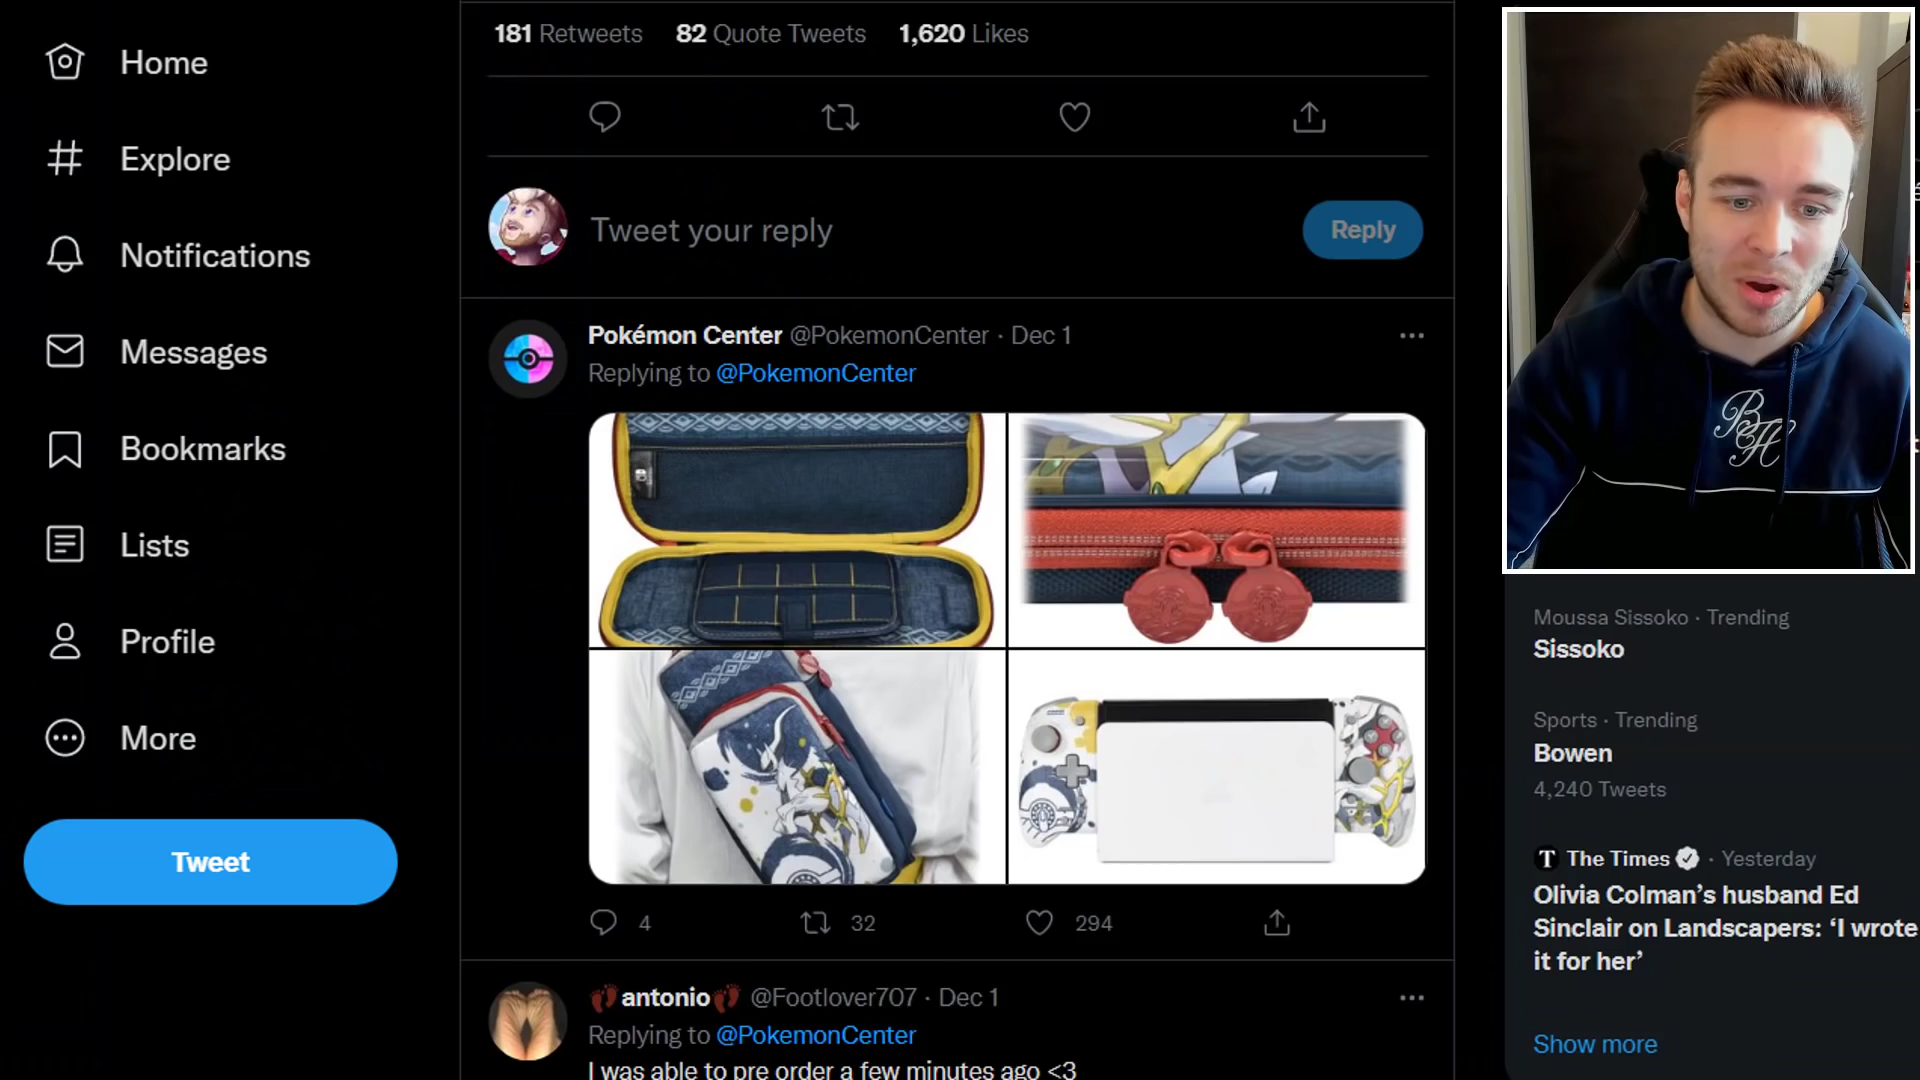 Home
Explore
Notifications
Messages
Bookmarks
Lists
Profile
More
Tweet
181 Retweets 82 Quote Tweets 1,620 Likes
Tweet your reply
Reply
Pokémon Center @PokemonCenter · Dec 1
Replying to @PokemonCenter
4 32 294
antonio @Footlover707 · Dec 1
Replying to @PokemonCenter
I was able to pre order a few minutes ago <3
BH
Moussa Sissoko · Trending
Sissoko
Sports · Trending
Bowen
4,240 Tweets
The Times · Yesterday
Olivia Colman’s husband Ed
Sinclair on Landscapers: ‘I wrote
it for her’
Show more